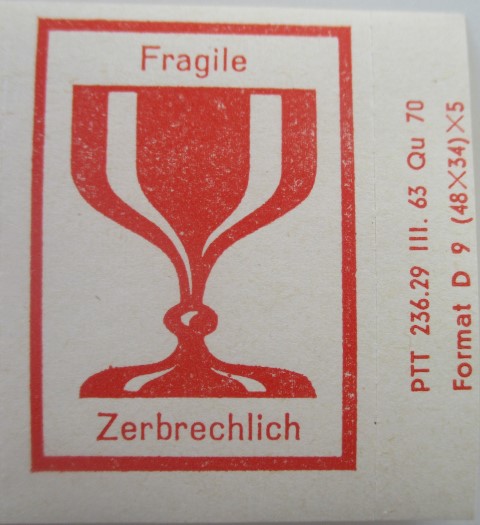 Fragile
Zerbrechlich
PTT 236.29 III. 63 Qu 70
Format D 9 (48×34)×5